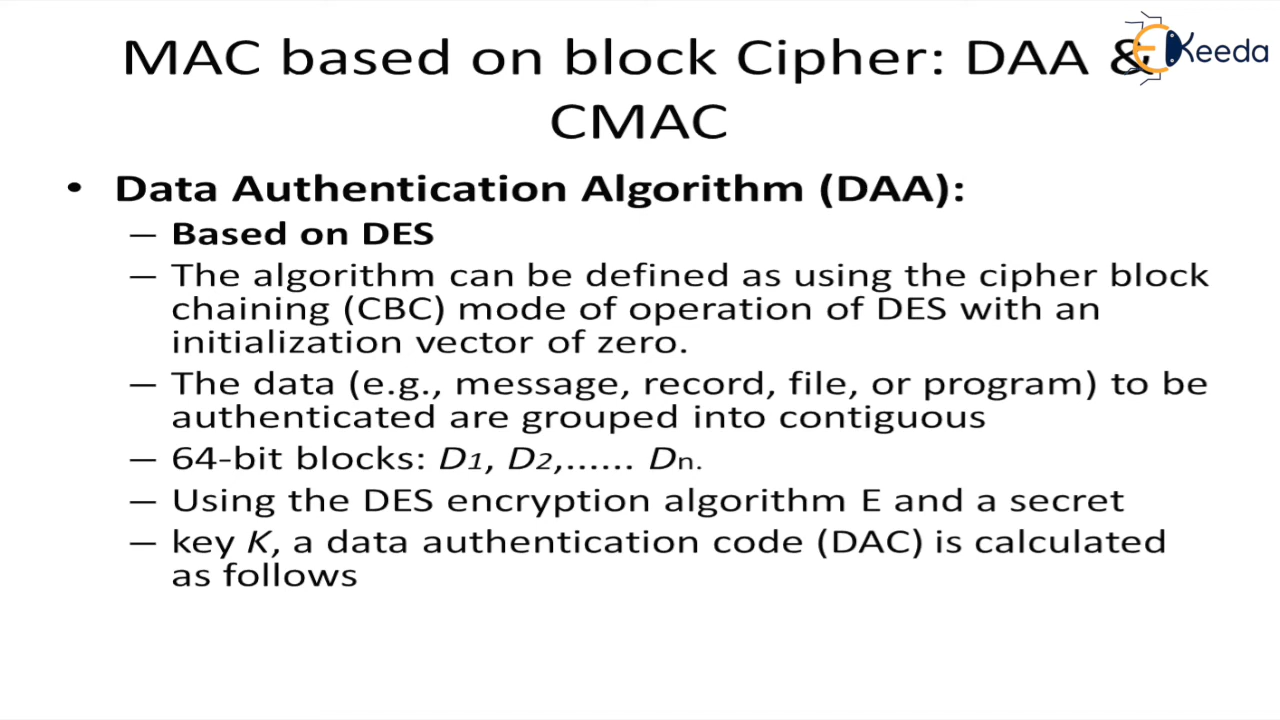 MAC based on block Cipher: DAA &
CMAC
EKeeda
• Data Authentication Algorithm (DAA):
– Based on DES
– The algorithm can be defined as using the cipher block
chaining (CBC) mode of operation of DES with an
initialization vector of zero.
– The data (e.g., message, record, file, or program) to be
authenticated are grouped into contiguous
– 64-bit blocks: D1, D2,...... Dn.
– Using the DES encryption algorithm E and a secret
– key K, a data authentication code (DAC) is calculated
as follows